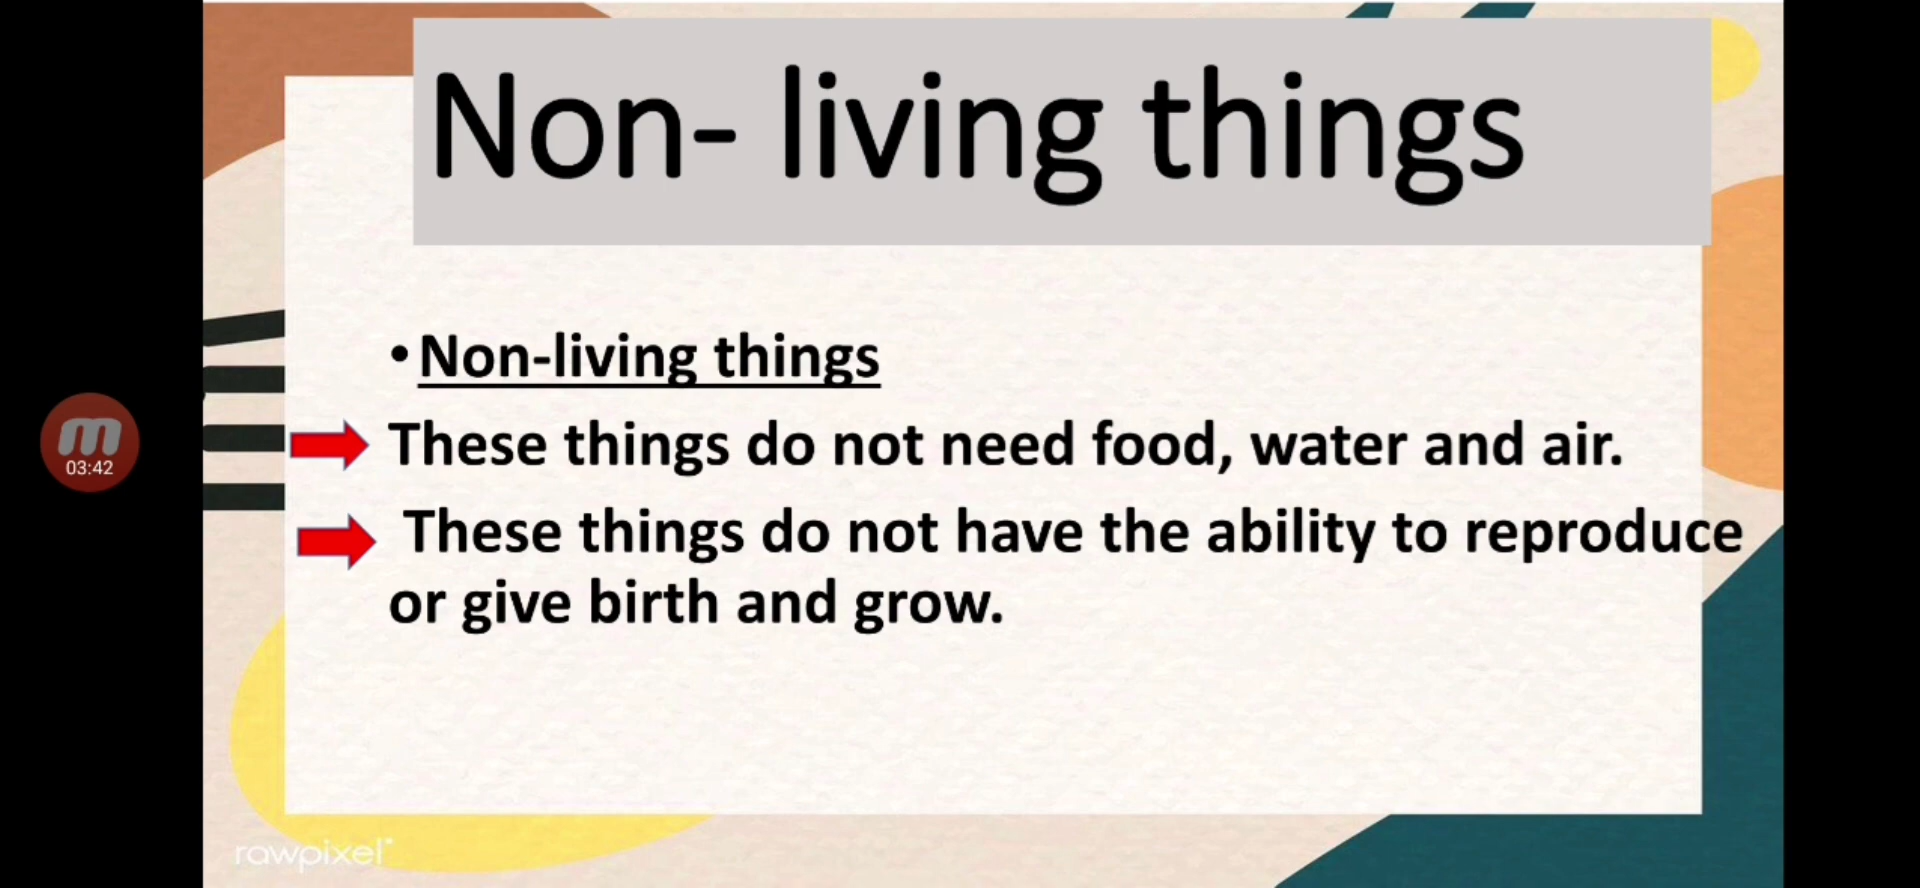 Non- living things
• Non-living things
These things do not need food, water and air.
These things do not have the ability to reproduce
or give birth and grow.
m
03:42
rawpixel